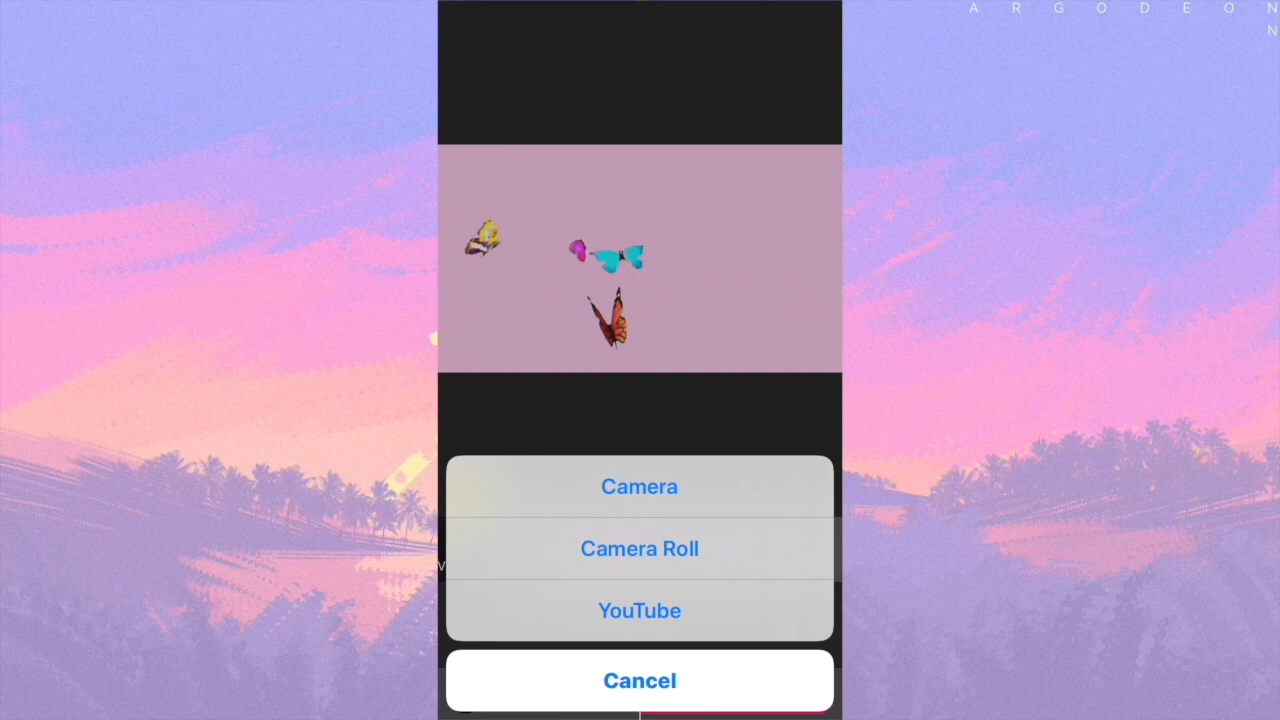 A R G O D E O N
N
Camera
Camera Roll
V
YouTube
Cancel